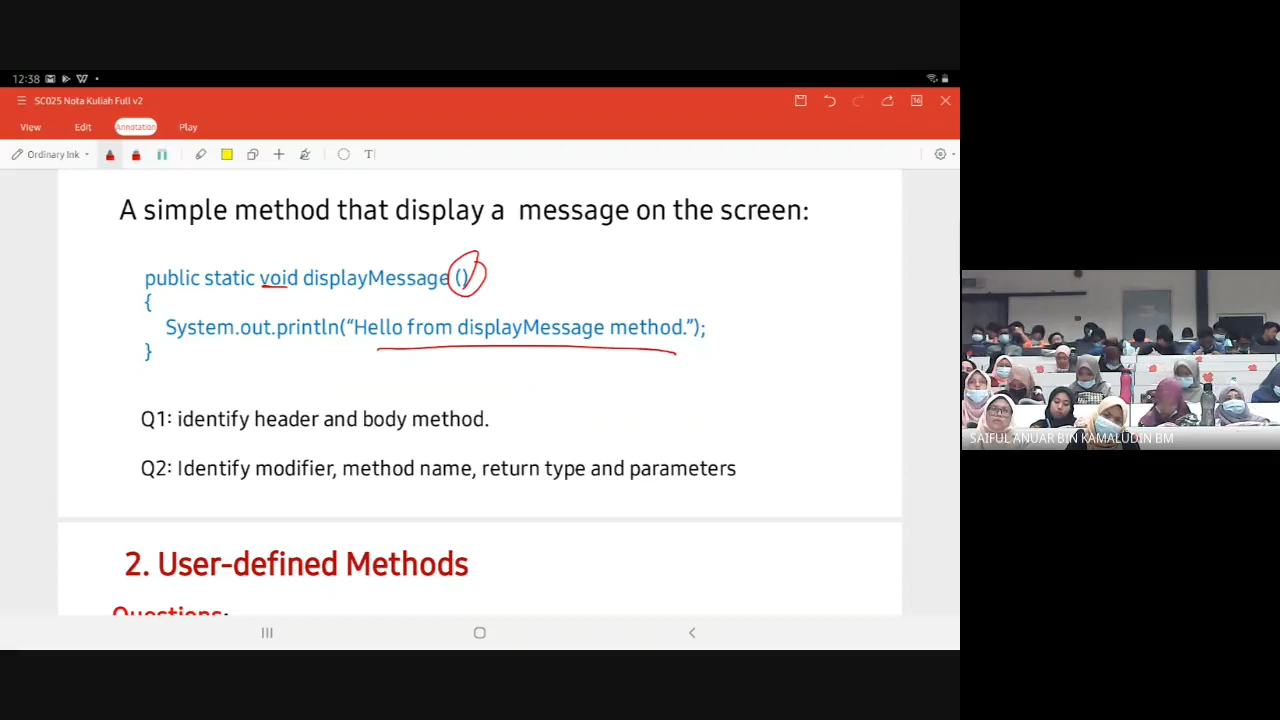 12:38
SC025 Nota Kuliah Full v2
16
View Edit Annotation Play
Ordinary Ink
T
A simple method that display a message on the screen:
public static void displayMessage ()
{
System.out.println(“Hello from displayMessage method.”);
}
Q1: identify header and body method.
Q2: Identify modifier, method name, return type and parameters
2. User-defined Methods
Questions:
SAIFUL ANUAR BIN KAMALUDIN BM